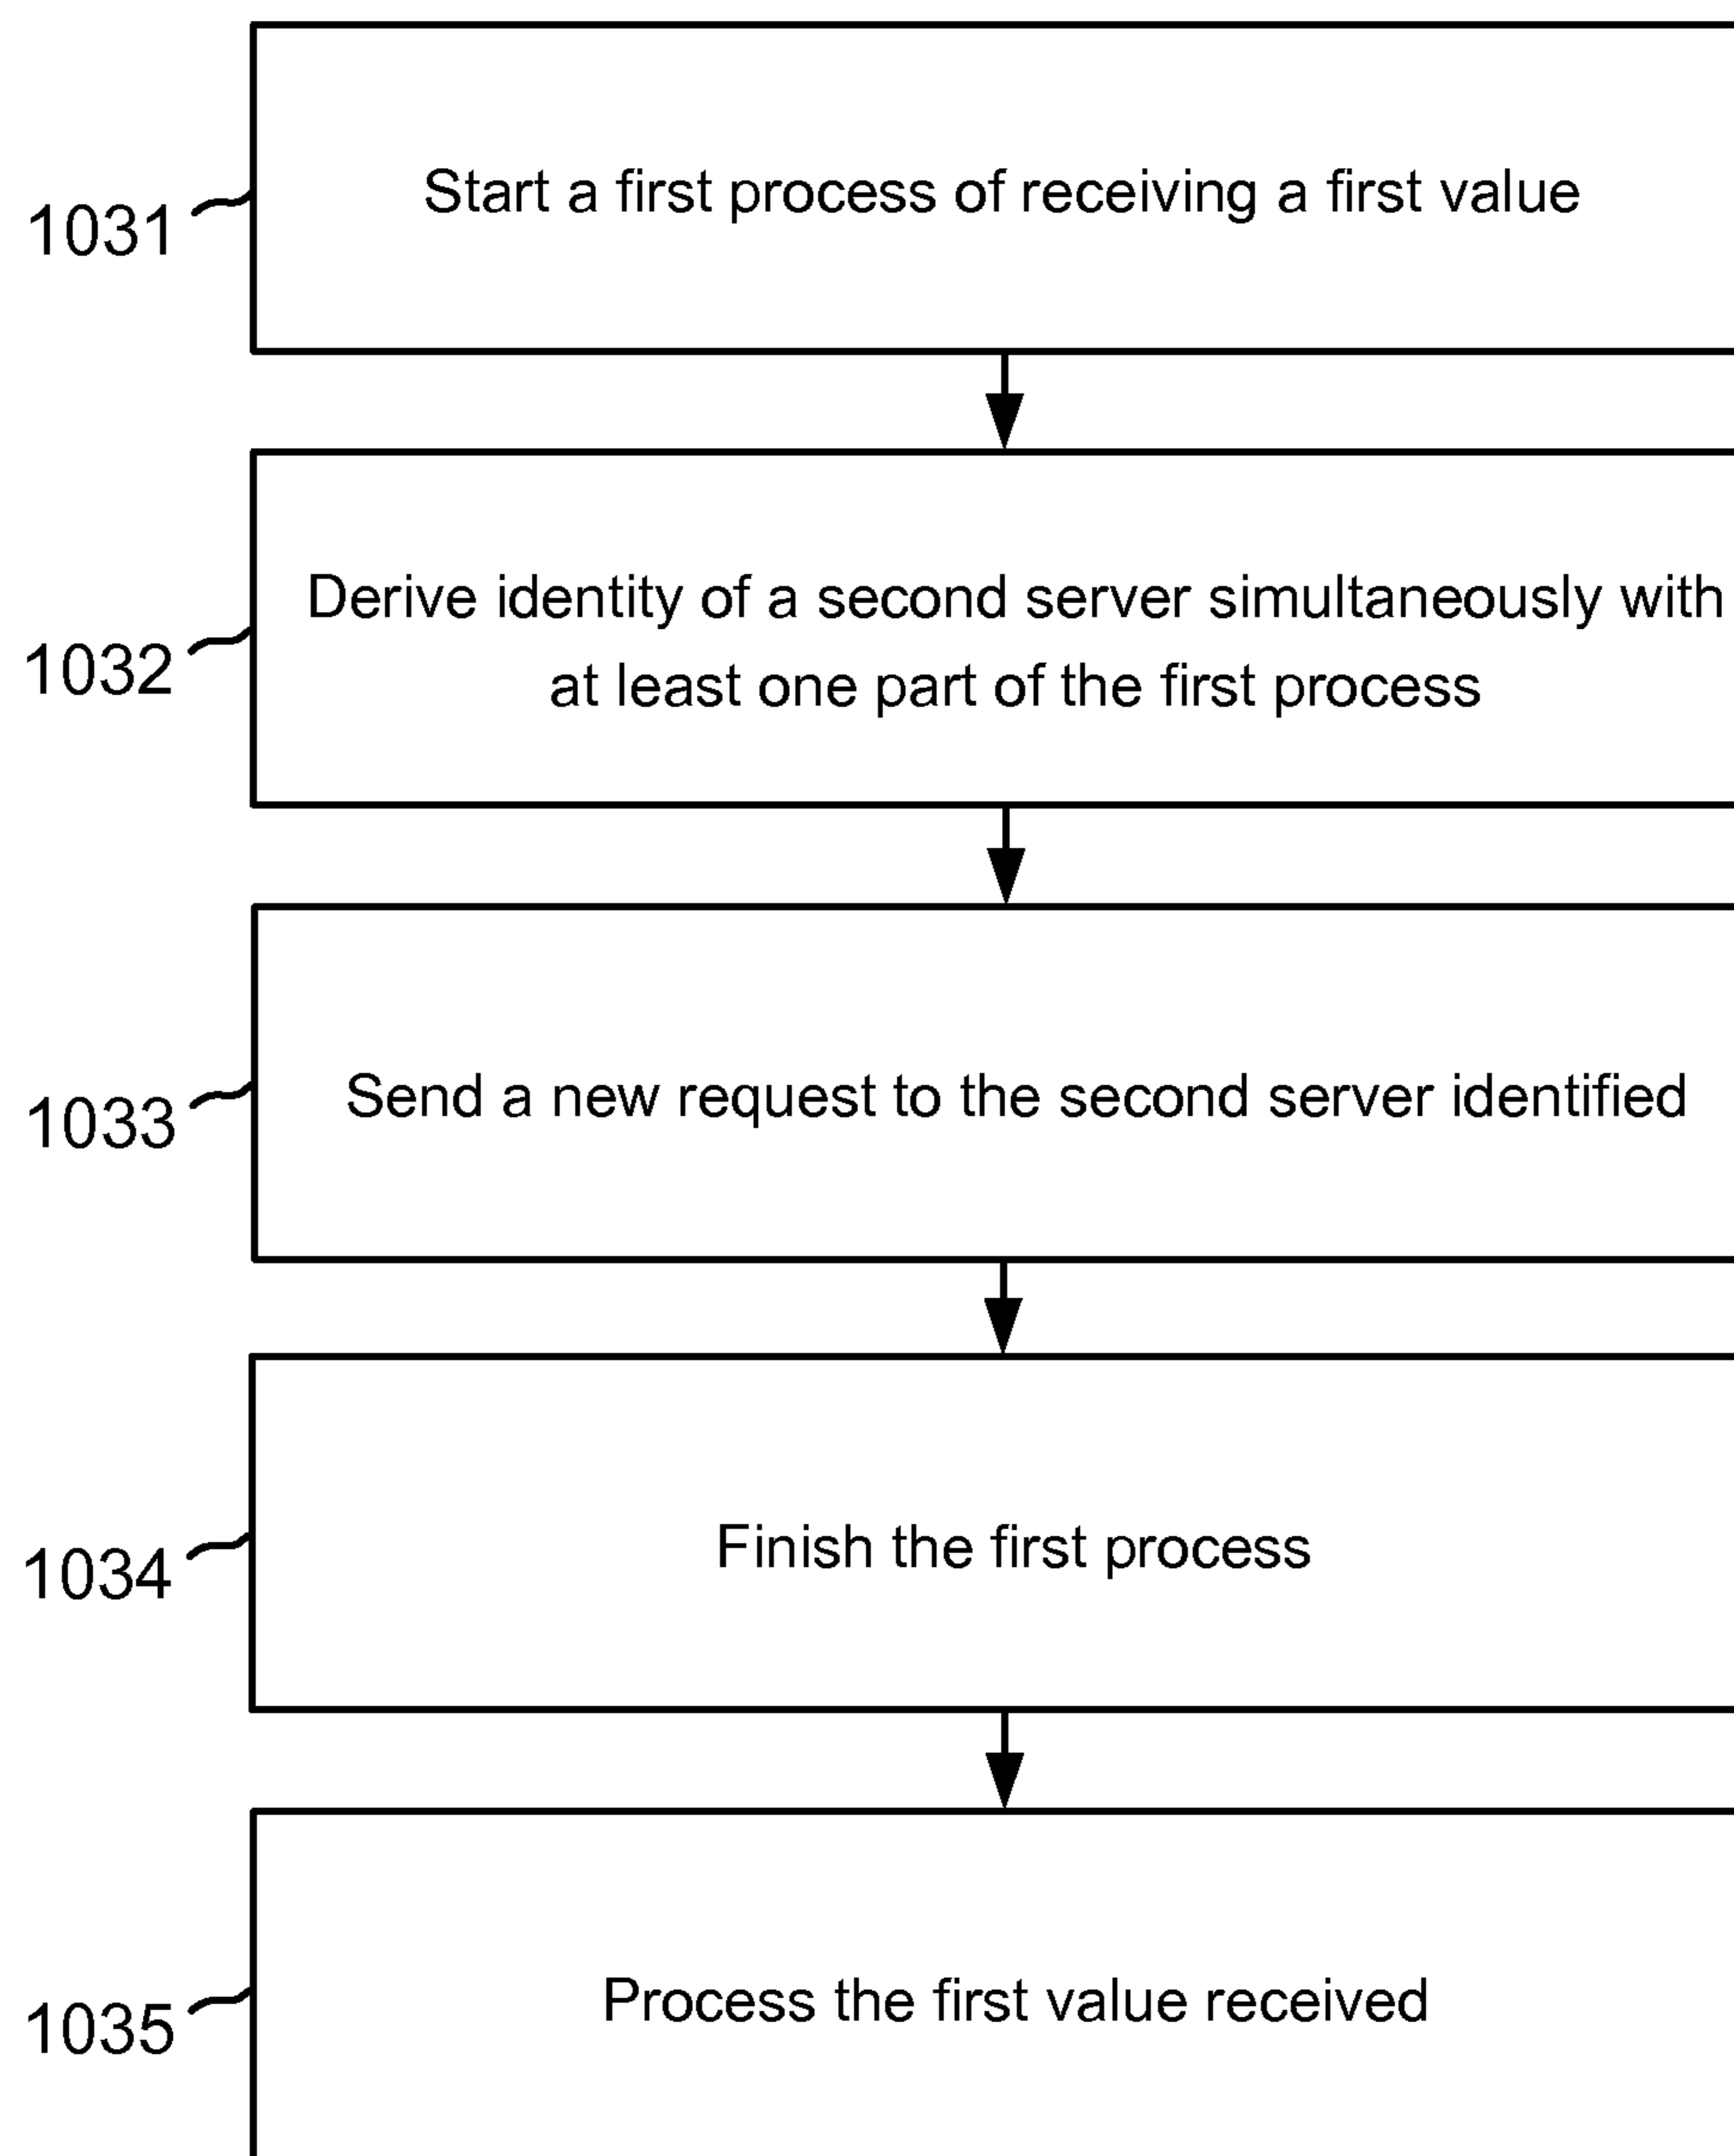 1031
Start a first process of receiving a first value
1032
Derive identity of a second server simultaneously with
at least one part of the first process
1033
Send a new request to the second server identified
1034
Finish the first process
1035
Process the first value received